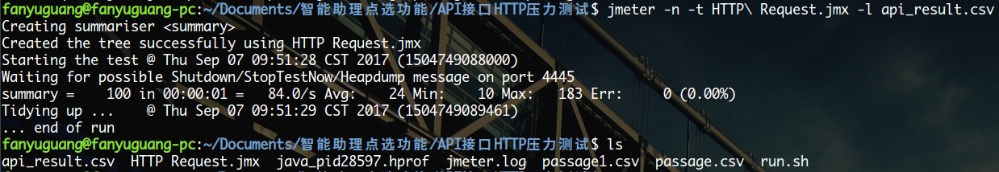 fanyuguang@fanyuguang-pc:~/Documents/智能助理点选功能/API接口HTTP压力测试$ jmeter -n -t HTTP\ Request.jmx -l api_result.csv
Creating summariser <summary>
Created the tree successfully using HTTP Request.jmx
Starting the test @ Thu Sep 07 09:51:28 CST 2017 (1504749088000)
Waiting for possible Shutdown/StopTestNow/Heapdump message on port 4445
summary =    100 in 00:00:01 =   84.0/s Avg:    24 Min:    10 Max:   183 Err:     0 (0.00%)
Tidying up ...    @ Thu Sep 07 09:51:29 CST 2017 (1504749089461)
... end of run
fanyuguang@fanyuguang-pc:~/Documents/智能助理点选功能/API接口HTTP压力测试$ ls
api_result.csv  HTTP Request.jmx  java_pid28597.hprof  jmeter.log  passage1.csv  passage.csv  run.sh